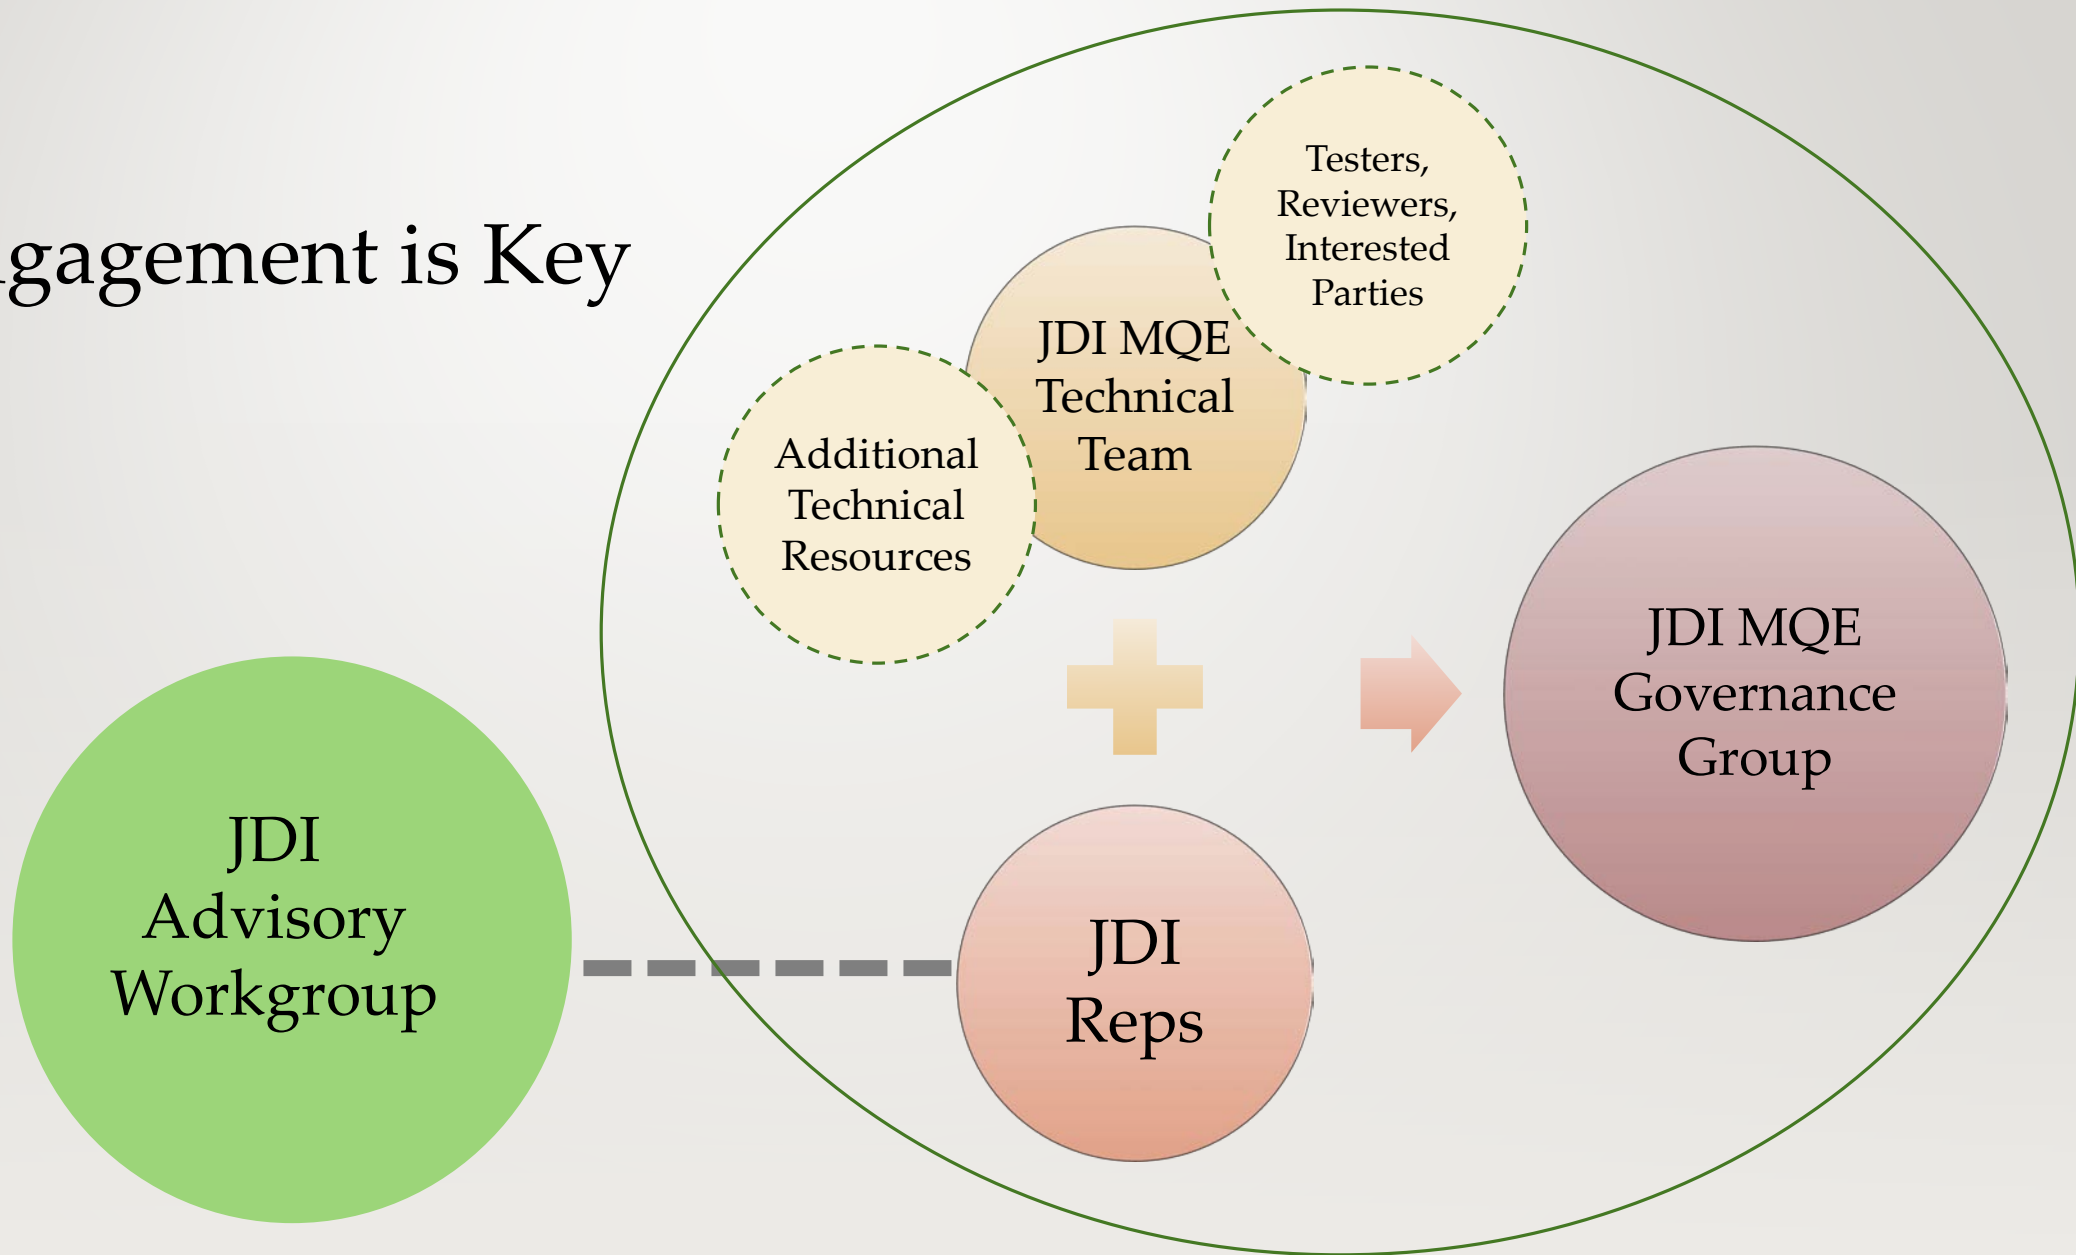 gagement is Key
Testers,
Reviewers,
Interested
Parties
JDI MQE
Technical
Team
Additional
Technical
Resources
JDI MQE
Governance
Group
JDI
Advisory
Workgroup
JDI
Reps